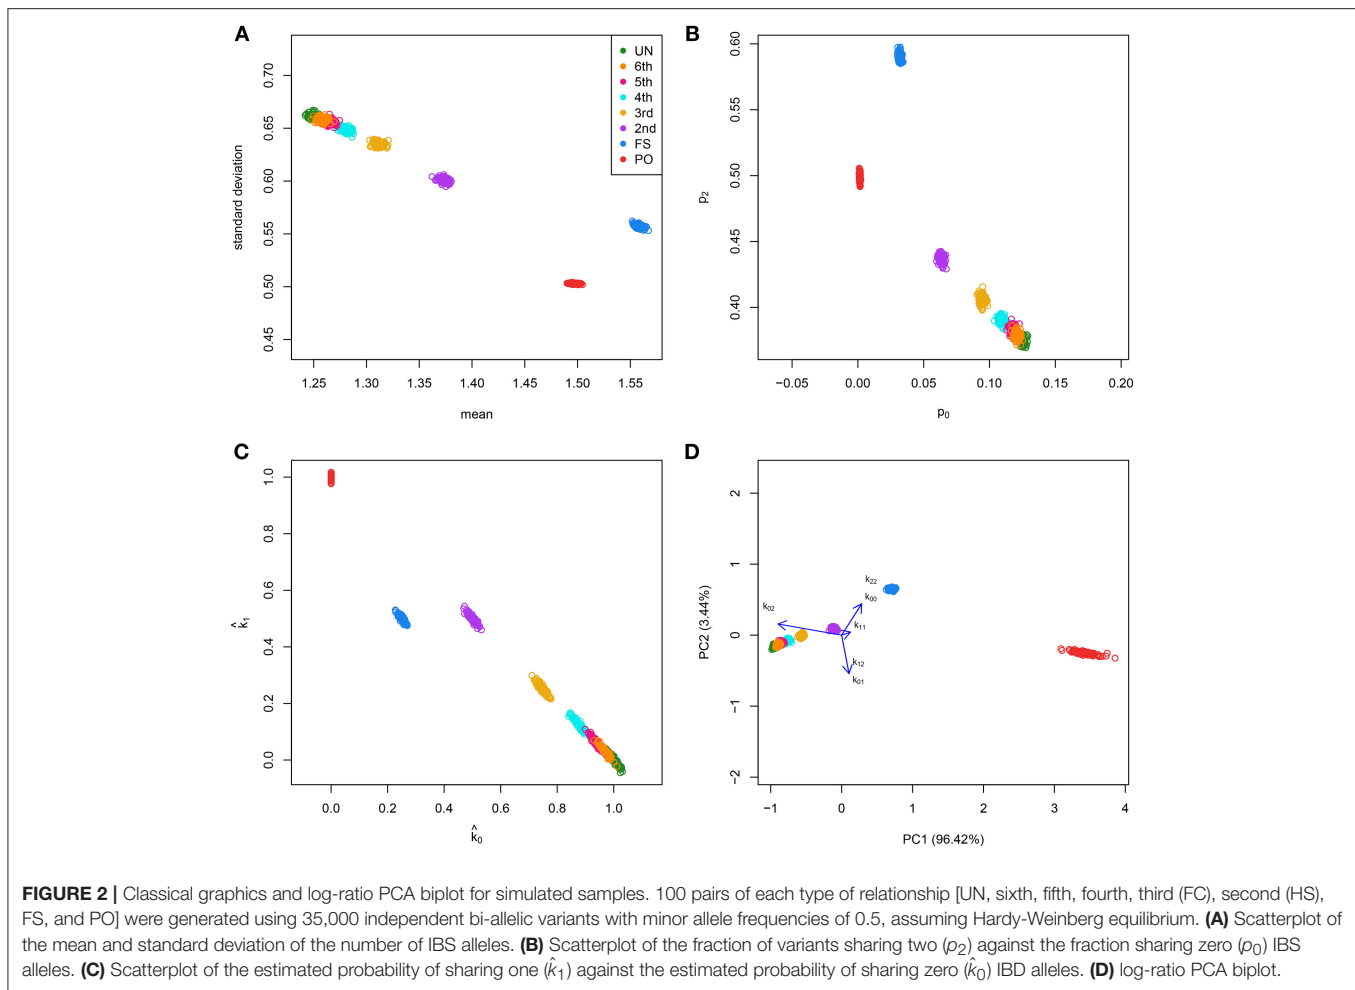 A
standard deviation
0.70
0.65
0.60
0.55
0.50
0.45
UN
6th
5th
4th
3rd
2nd
FS
PO
1.25 1.30 1.35 1.40 1.45 1.50 1.55
mean
B
p2
0.60
0.55
0.50
0.45
0.40
−0.05 0.00 0.05 0.10 0.15 0.20
p0
C
k̂1
1.0
0.8
0.6
0.4
0.2
0.0
0.0 0.2 0.4 0.6 0.8 1.0
k̂0
D
PC2 (3.44%)
2
1
0
−1
−2
k22
k00
k02
k11
k12
k01
−1 0 1 2 3 4
PC1 (96.42%)
FIGURE 2 | Classical graphics and log-ratio PCA biplot for simulated samples. 100 pairs of each type of relationship [UN, sixth, fifth, fourth, third (FC), second (HS),
FS, and PO] were generated using 35,000 independent bi-allelic variants with minor allele frequencies of 0.5, assuming Hardy-Weinberg equilibrium. (A) Scatterplot of
the mean and standard deviation of the number of IBS alleles. (B) Scatterplot of the fraction of variants sharing two (p2) against the fraction sharing zero (p0) IBS
alleles. (C) Scatterplot of the estimated probability of sharing one (k̂1) against the estimated probability of sharing zero (k̂0) IBD alleles. (D) log-ratio PCA biplot.